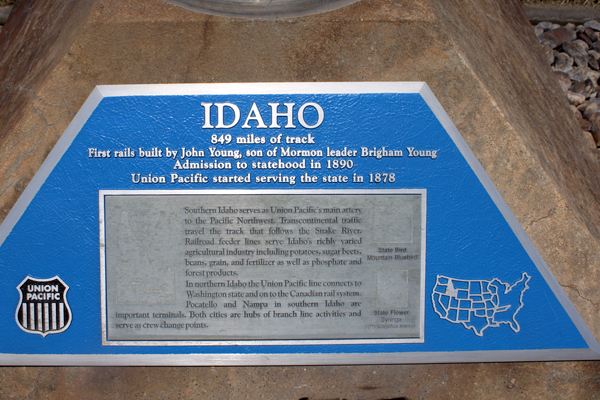 IDAHO
849 miles of track
First rails built by John Young, son of Mormon leader Brigham Young
Admission to statehood in 1890
Union Pacific started serving the state in 1878
Southern Idaho serves as Union Pacific's main artery
to the Pacific Northwest. Transcontinental traffic
travel the track that follows the Snake River.
Railroad feeder lines serve Idaho's richly varied
agricultural industry including potatoes, sugar beets,
beans, grain, and fertilizer as well as phosphate and
forest products.
In northern Idaho the Union Pacific line connects to
Washington state and on to the Canadian rail system.
Pocatello and Nampa in southern Idaho are
important terminals. Both cities are hubs of branch line activities and
serve as crew change points.
State Bird
Mountain Bluebird
State Flower
Syringa
UNION
PACIFIC